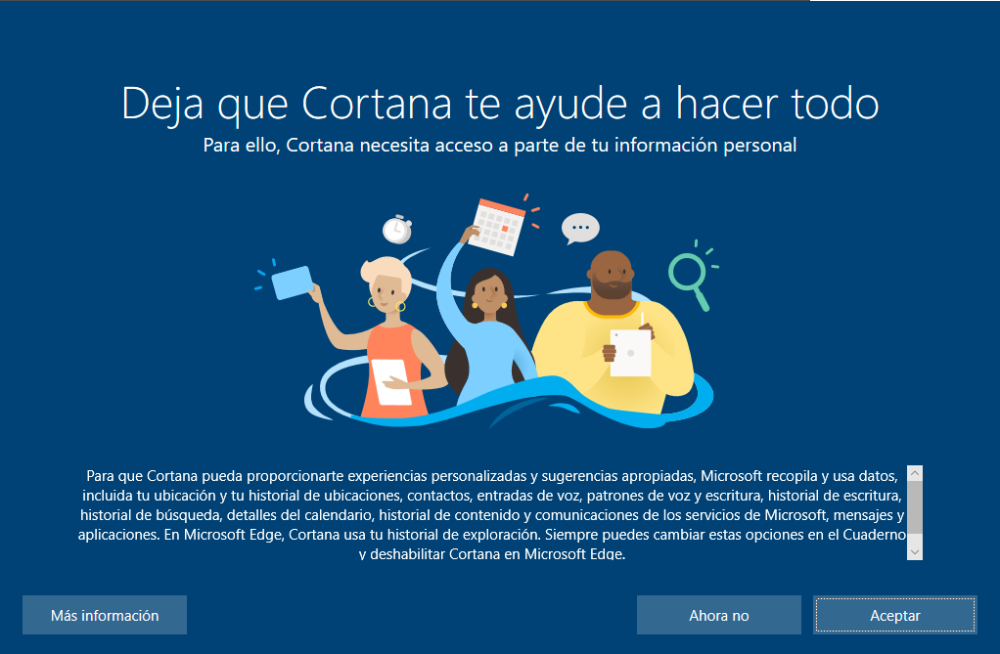 Deja que Cortana te ayude a hacer todo
Para ello, Cortana necesita acceso a parte de tu información personal
Para que Cortana pueda proporcionarte experiencias personalizadas y sugerencias apropiadas, Microsoft recopila y usa datos,
incluida tu ubicación y tu historial de ubicaciones, contactos, entradas de voz, patrones de voz y escritura, historial de escritura,
historial de búsqueda, detalles del calendario, historial de contenido y comunicaciones de los servicios de Microsoft, mensajes y
aplicaciones. En Microsoft Edge, Cortana usa tu historial de exploración. Siempre puedes cambiar estas opciones en el Cuaderno
y deshabilitar Cortana en Microsoft Edge.
Más información
Ahora no
Aceptar